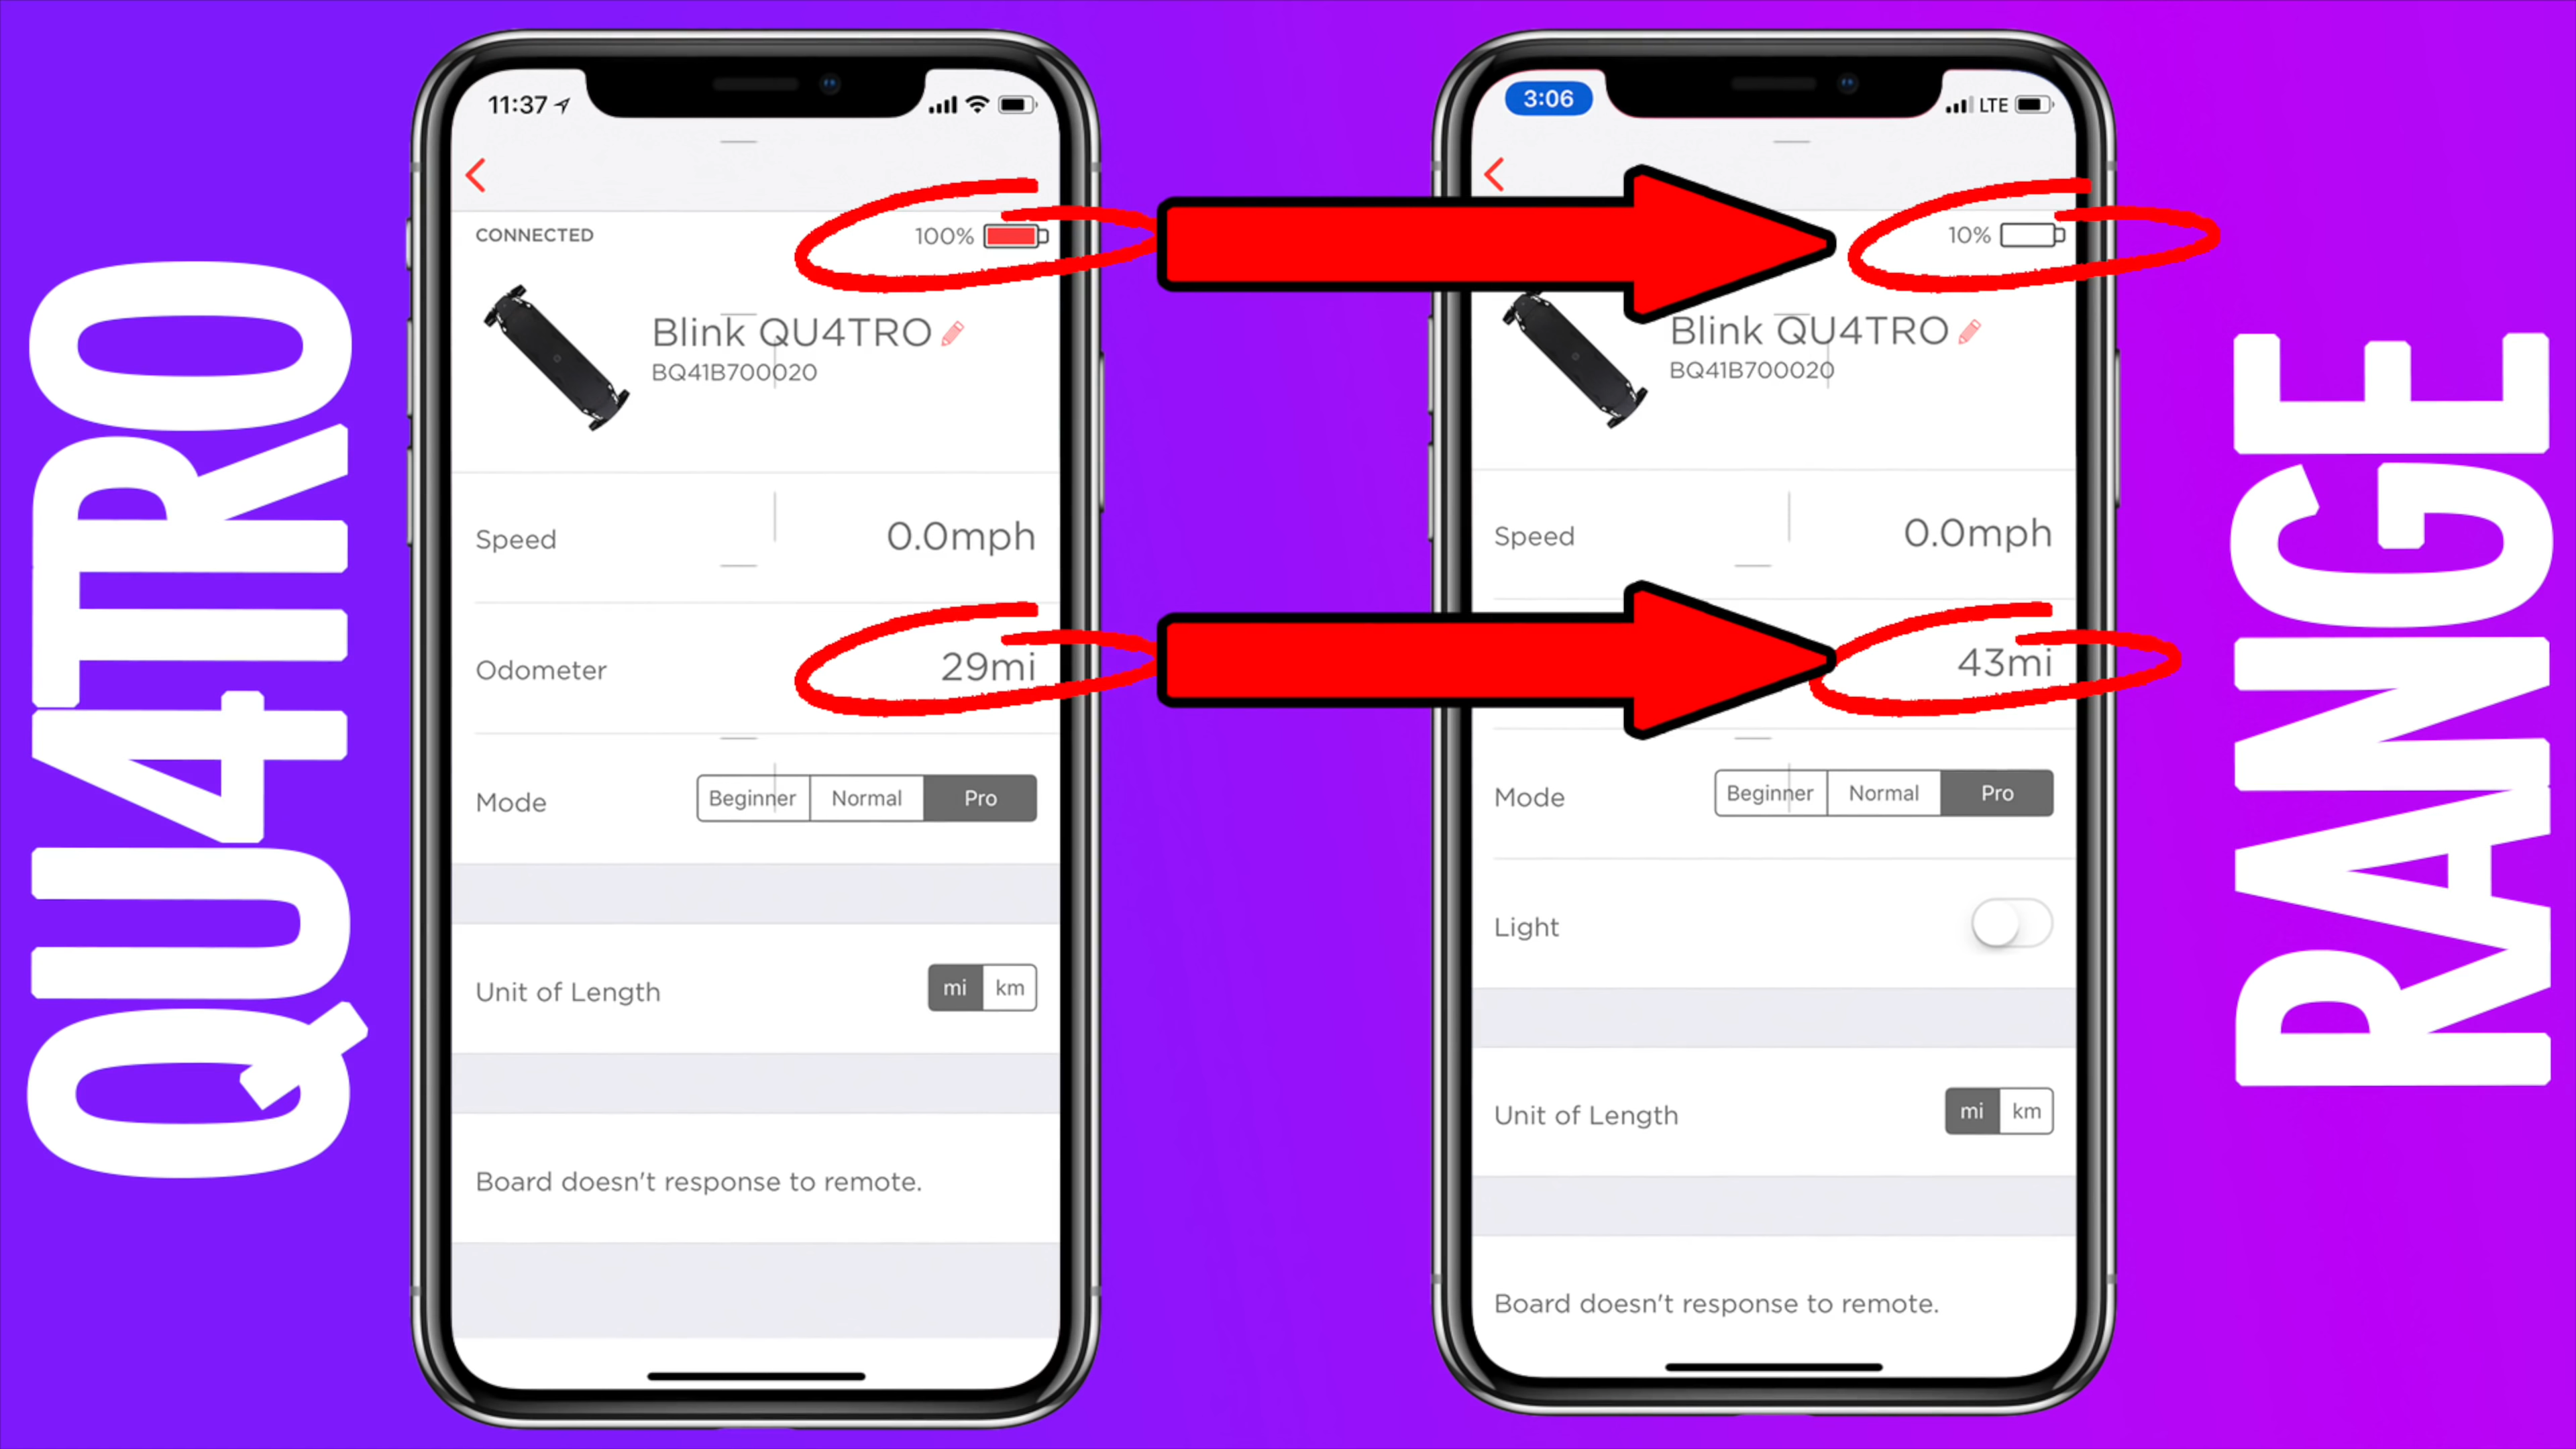 QU4TTRO
11:37
CONNECTED
100%
Blink QU4TRO
BQ41B700020
Speed
0.0mph
Odometer
29mi
Mode
Beginner
Normal
Pro
Unit of Length
mi
km
Board doesn't response to remote.
3:06
LTE
10%
Blink QU4TRO
BQ41B700020
Speed
0.0mph
Odometer
43mi
Mode
Beginner
Normal
Pro
Light
Unit of Length
mi
km
Board doesn't response to remote.
RANGE